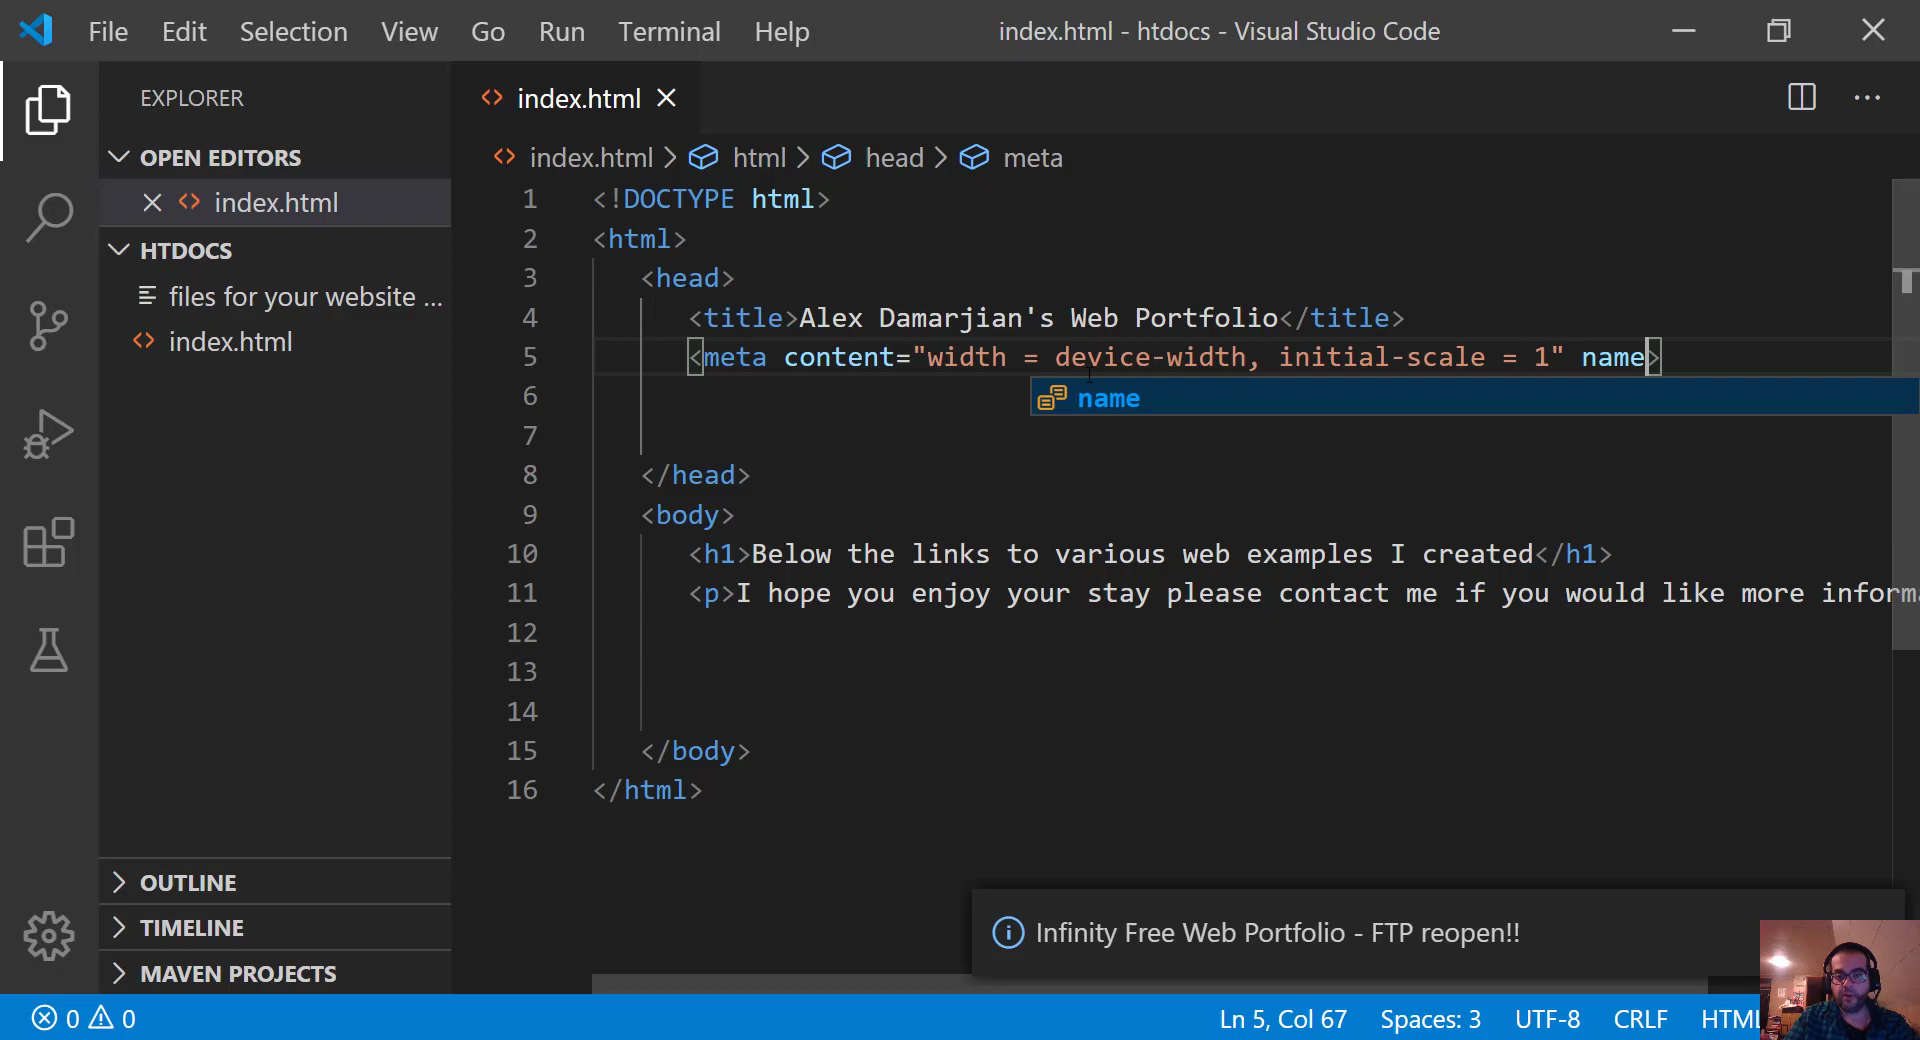 File Edit Selection View Go Run Terminal Help index.html - htdocs - Visual Studio Code
EXPLORER
OPEN EDITORS
index.html
HTDOCS
files for your website ...
index.html
OUTLINE
TIMELINE
MAVEN PROJECTS
index.html
index.html > html > head > meta
1 <!DOCTYPE html>
2 <html>
3 <head>
4 <title>Alex Damarjian's Web Portfolio</title>
5 <meta content="width = device-width, initial-scale = 1" name>
name
6
7
8 </head>
9 <body>
10 <h1>Below the links to various web examples I created</h1>
11 <p>I hope you enjoy your stay please contact me if you would like more informa
12
13
14
15 </body>
16 </html>
Infinity Free Web Portfolio - FTP reopen!!
0 0 Ln 5, Col 67 Spaces: 3 UTF-8 CRLF HTML